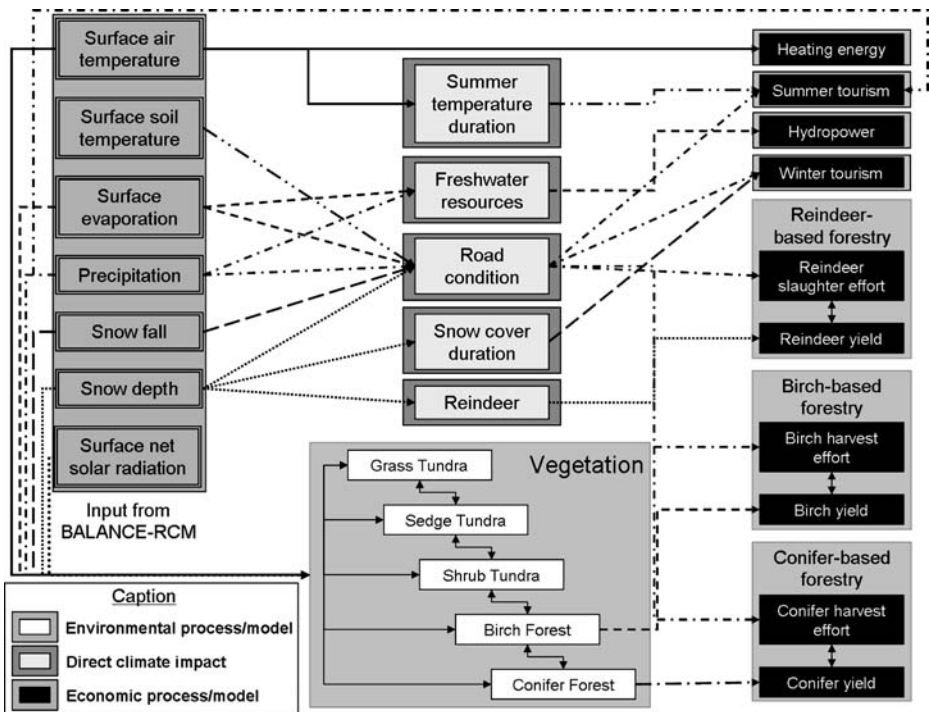 Surface air
temperature
Surface soil
temperature
Surface
evaporation
Precipitation
Snow fall
Snow depth
Surface net
solar radiation
Input from
BALANCE-RCM
Summer
temperature
duration
Freshwater
resources
Road
condition
Snow cover
duration
Reindeer
Heating energy
Summer tourism
Hydropower
Winter tourism
Reindeer-
based forestry
Reindeer
slaughter effort
Reindeer yield
Birch-based
forestry
Birch harvest
effort
Birch yield
Conifer-based
forestry
Conifer harvest
effort
Conifer yield
Vegetation
Grass Tundra
Sedge Tundra
Shrub Tundra
Birch Forest
Conifer Forest
Caption
Environmental process/model
Direct climate impact
Economic process/model